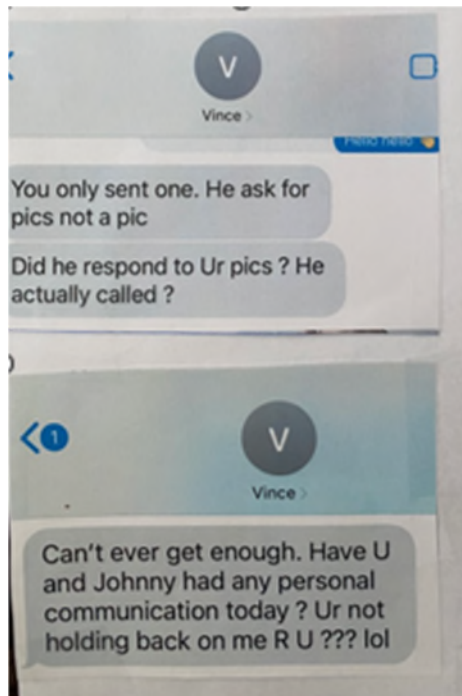 V
Vince >
Hello hello 👋
You only sent one. He ask for
pics not a pic
Did he respond to Ur pics ? He
actually called ?
1
V
Vince >
Can't ever get enough. Have U
and Johnny had any personal
communication today ? Ur not
holding back on me R U ??? lol